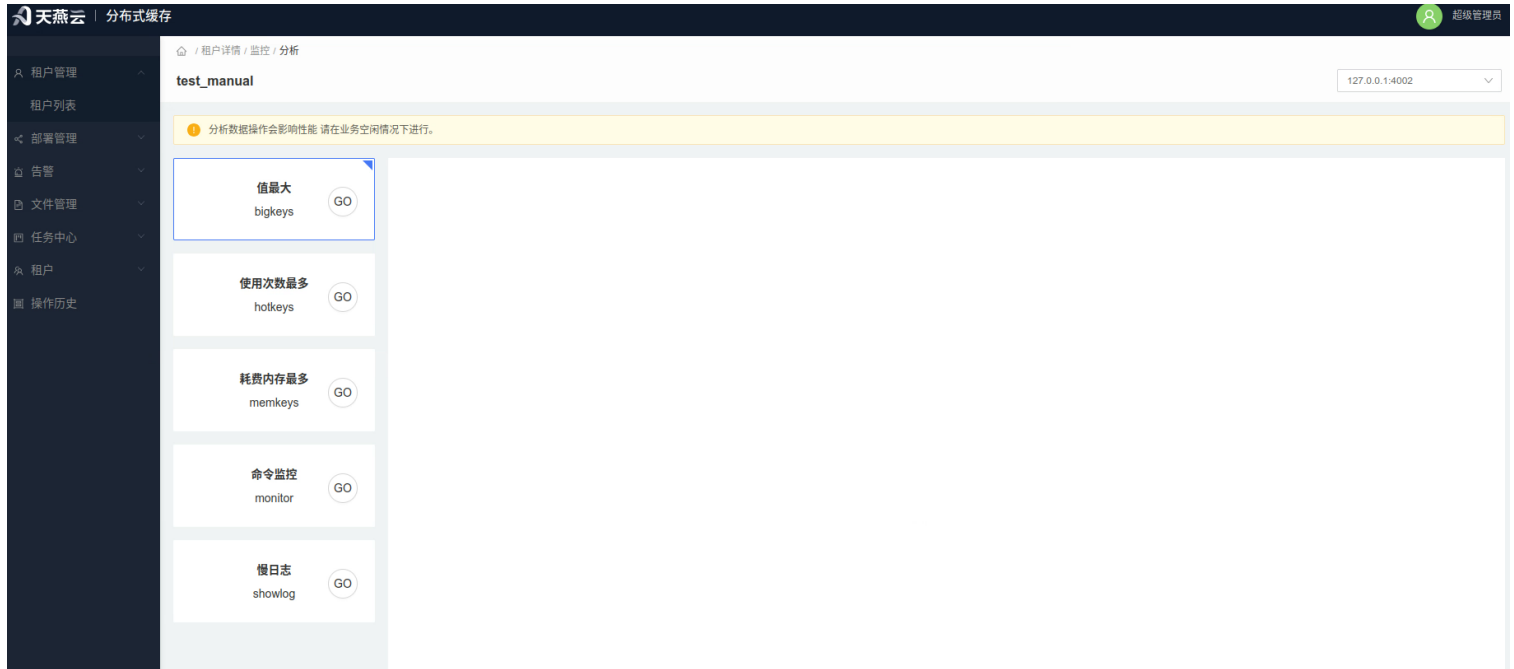 天燕云 | 分布式缓存
超级管理员
/ 租户详情 / 监控 / 分析
test_manual
127.0.0.1:4002
租户管理
租户列表
部署管理
告警
文件管理
任务中心
租户
操作历史
分析数据操作会影响性能 请在业务空闲情况下进行。
值最大
bigkeys
GO
使用次数最多
hotkeys
GO
耗费内存最多
memkeys
GO
命令监控
monitor
GO
慢日志
showlog
GO